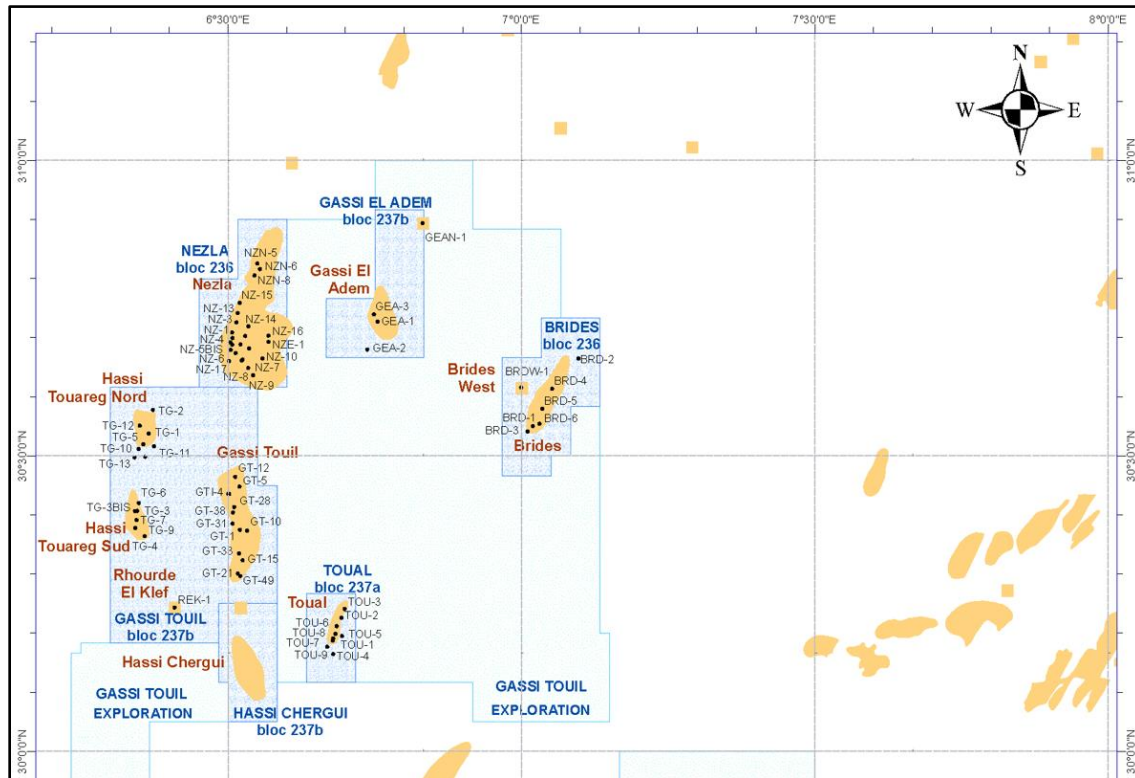 6°30'0"E
7°0'0"E
7°30'0"E
8°0'0"E
N
W
E
S
31°0'0"N
31°0'0"N
GASSI EL ADEM
bloc 237b
GEAN-1
NEZLA
bloc 236
Nezla
NZN-5
NZN-6
NZN-8
NZ-15
NZ-13
NZ-3
NZ-14
NZ-1
NZ-16
NZ-4
NZE-1
NZ-5BIS
NZ-6
NZ-10
NZ-17
NZ-7
NZ-8
NZ-9
Gassi El
Adem
GEA-3
GEA-1
GEA-2
BRIDES
bloc 236
BRD-2
Brides
West
BRDW-1
BRD-4
BRD-5
BRD-1
BRD-6
BRD-3
Brides
Hassi
Touareg Nord
TG-2
TG-12
TG-1
TG-5
TG-10
TG-11
TG-13
30°30'0"N
30°30'0"N
Gassi Touil
GT-12
GT-5
GTI-4
GT-28
GT-38
GT-31
GT-10
GT-1
GT-33
GT-15
GT-21
GT-49
TG-6
TG-3BIS
TG-3
TG-7
TG-9
TG-4
Hassi
Touareg Sud
Rhourde
El Klef
REK-1
GASSI TOUIL
bloc 237b
TOUAL
bloc 237a
Toual
TOU-3
TOU-2
TOU-6
TOU-8
TOU-5
TOU-7
TOU-1
TOU-9
TOU-4
Hassi Chergui
GASSI TOUIL
EXPLORATION
HASSI CHERGUI
bloc 237b
GASSI TOUIL
EXPLORATION
30°0'0"N
30°0'0"N